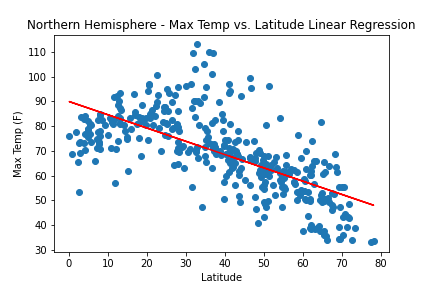 Northern Hemisphere - Max Temp vs. Latitude Linear Regression
110
100
90
80
70
60
50
40
30
Max Temp (F)
0 10 20 30 40 50 60 70 80
Latitude